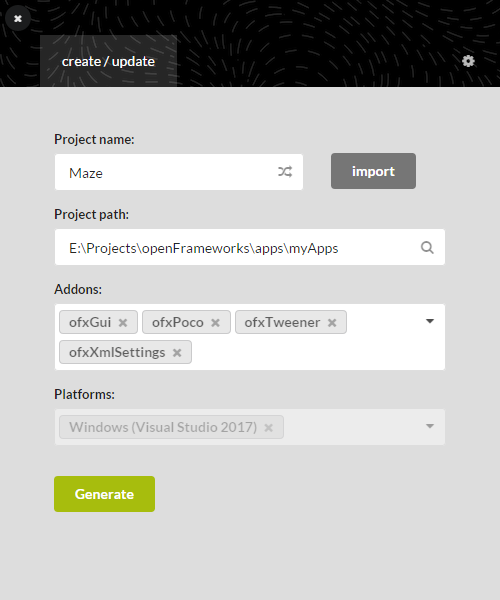 create / update
Project name:
Maze
import
Project path:
E:\Projects\openFrameworks\apps\myApps
Addons:
ofxGui ofxPoco ofxTweener
ofxXmlSettings
Platforms:
Windows (Visual Studio 2017)
Generate